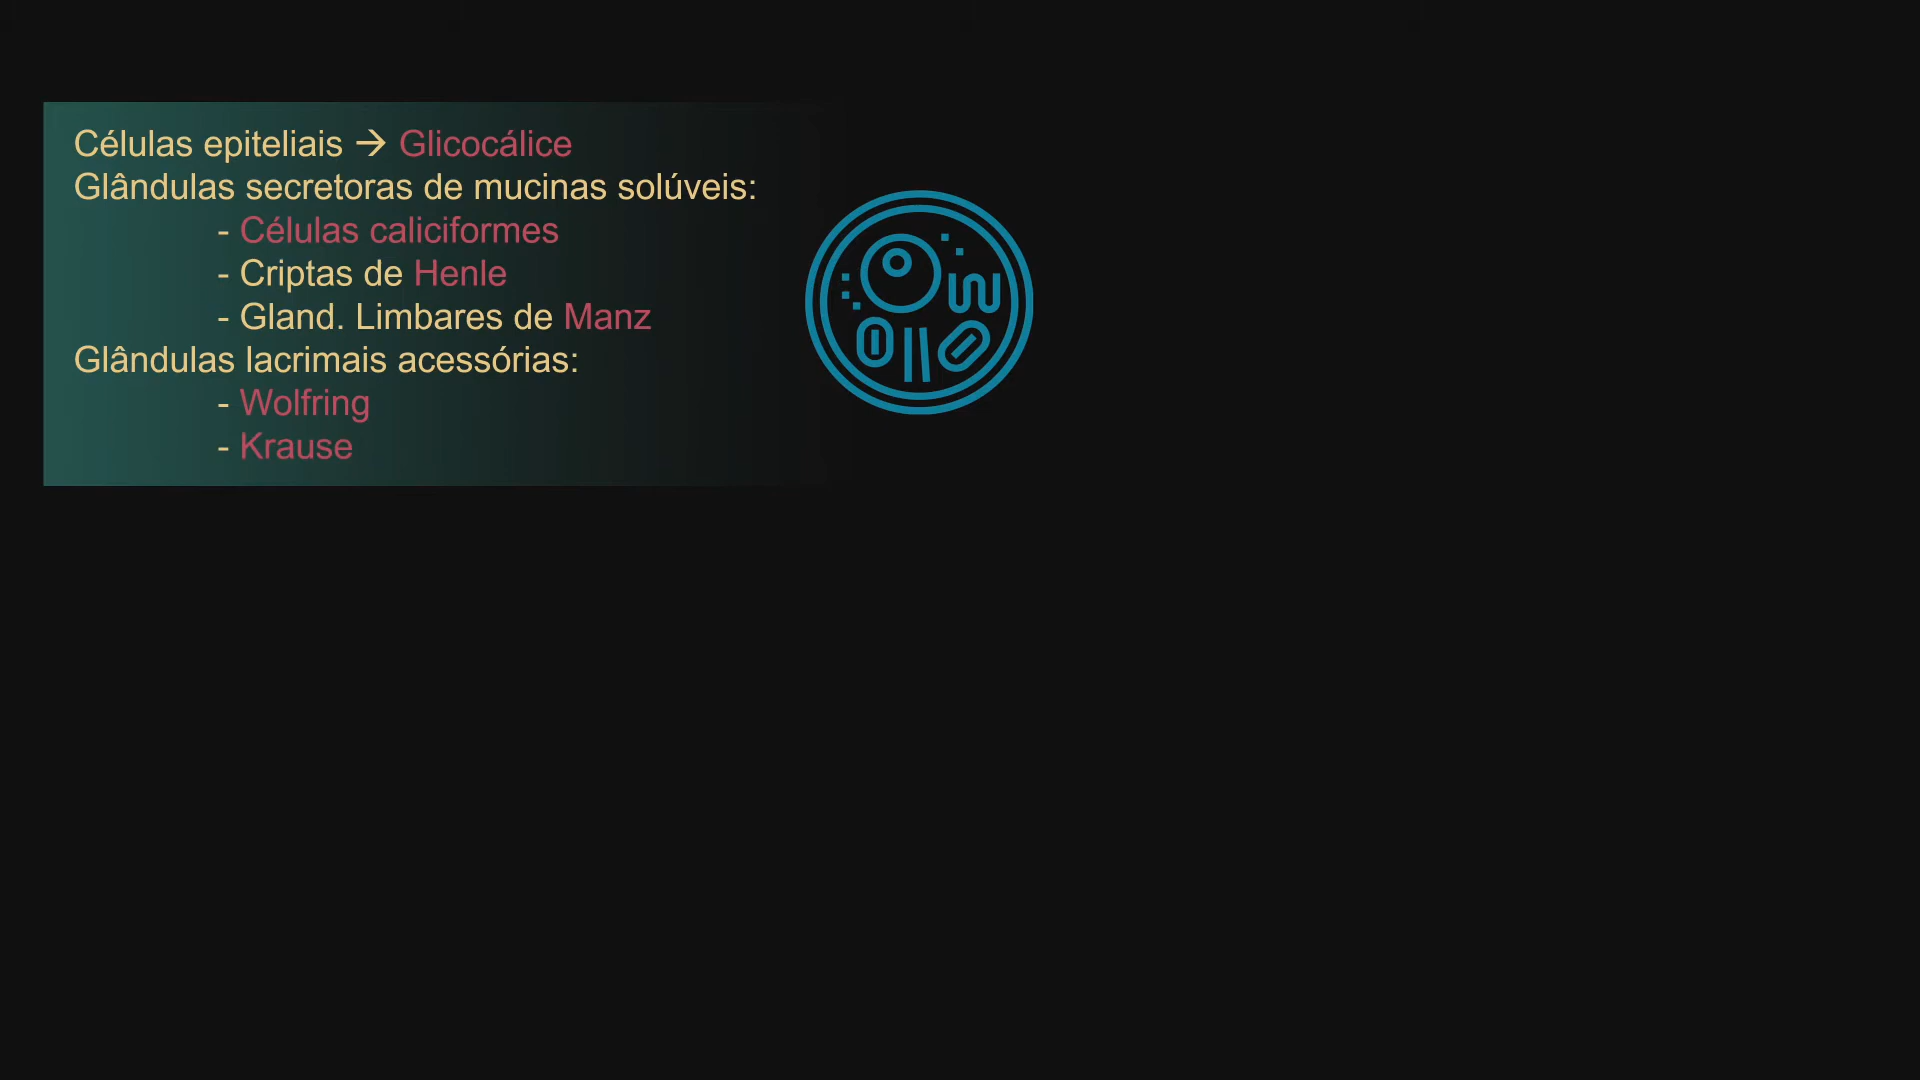 Células epiteliais → Glicocálice
Glândulas secretoras de mucinas solúveis:
- Células caliciformes
- Criptas de Henle
- Gland. Limbares de Manz
Glândulas lacrimais acessórias:
- Wolfring
- Krause